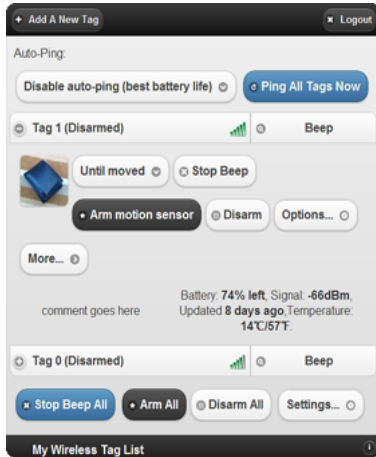 Add A New Tag Logout
Auto-Ping:
Disable auto-ping (best battery life) Ping All Tags Now
Tag 1 (Disarmed) Beep
Until moved Stop Beep
Arm motion sensor Disarm Options...
More...
Battery: 74% left, Signal: -66dBm,
comment goes here Updated 8 days ago,Temperature:
14℃/57℉.
Tag 0 (Disarmed) Beep
Stop Beep All Arm All Disarm All Settings...
My Wireless Tag List